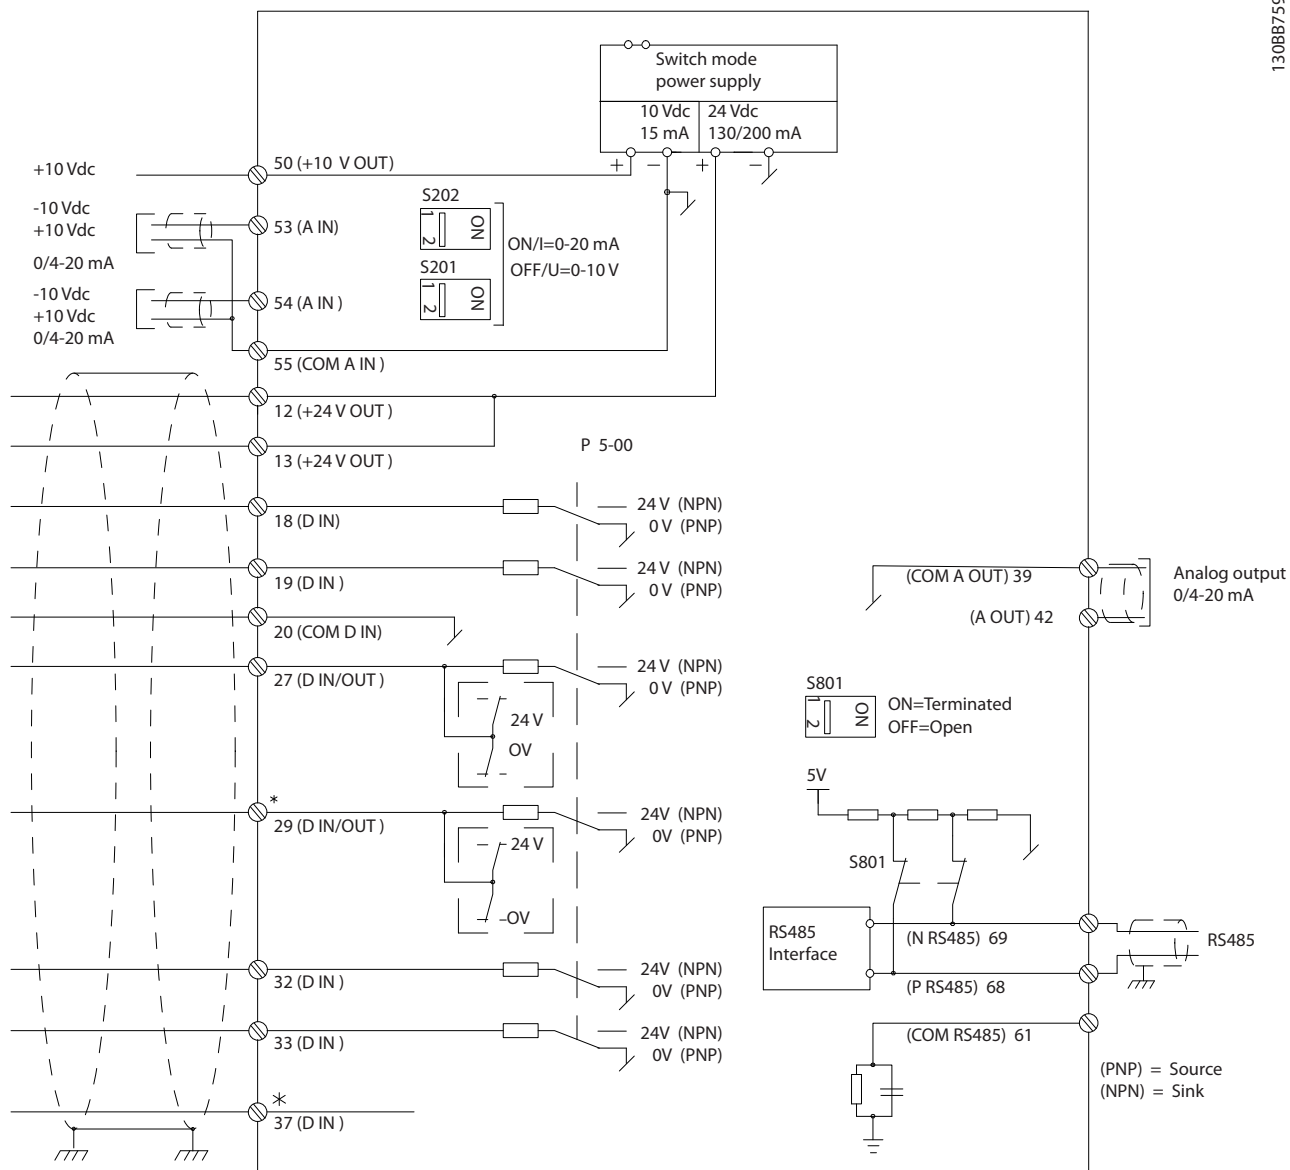 130BB759
Switch mode
power supply
10 Vdc
15 mA
24 Vdc
130/200 mA
+ − + −
+10 Vdc
50 (+10 V OUT)
-10 Vdc
+10 Vdc
0/4-20 mA
53 (A IN)
S202
1 2 ON
ON/I=0-20 mA
OFF/U=0-10 V
S201
1 2 ON
-10 Vdc
+10 Vdc
0/4-20 mA
54 (A IN )
55 (COM A IN )
12 (+24 V OUT )
13 (+24 V OUT )
P 5-00
18 (D IN)
24 V (NPN)
0 V (PNP)
19 (D IN )
24 V (NPN)
0 V (PNP)
20 (COM D IN)
27 (D IN/OUT )
24 V (NPN)
0 V (PNP)
24 V
OV
*
29 (D IN/OUT )
24V (NPN)
0V (PNP)
24 V
OV
32 (D IN )
24V (NPN)
0V (PNP)
33 (D IN )
24V (NPN)
0V (PNP)
*
37 (D IN )
(COM A OUT) 39
(A OUT) 42
Analog output
0/4-20 mA
S801
1 2 ON
ON=Terminated
OFF=Open
5V
S801
RS485
Interface
(N RS485) 69
RS485
(P RS485) 68
(COM RS485) 61
(PNP) = Source
(NPN) = Sink